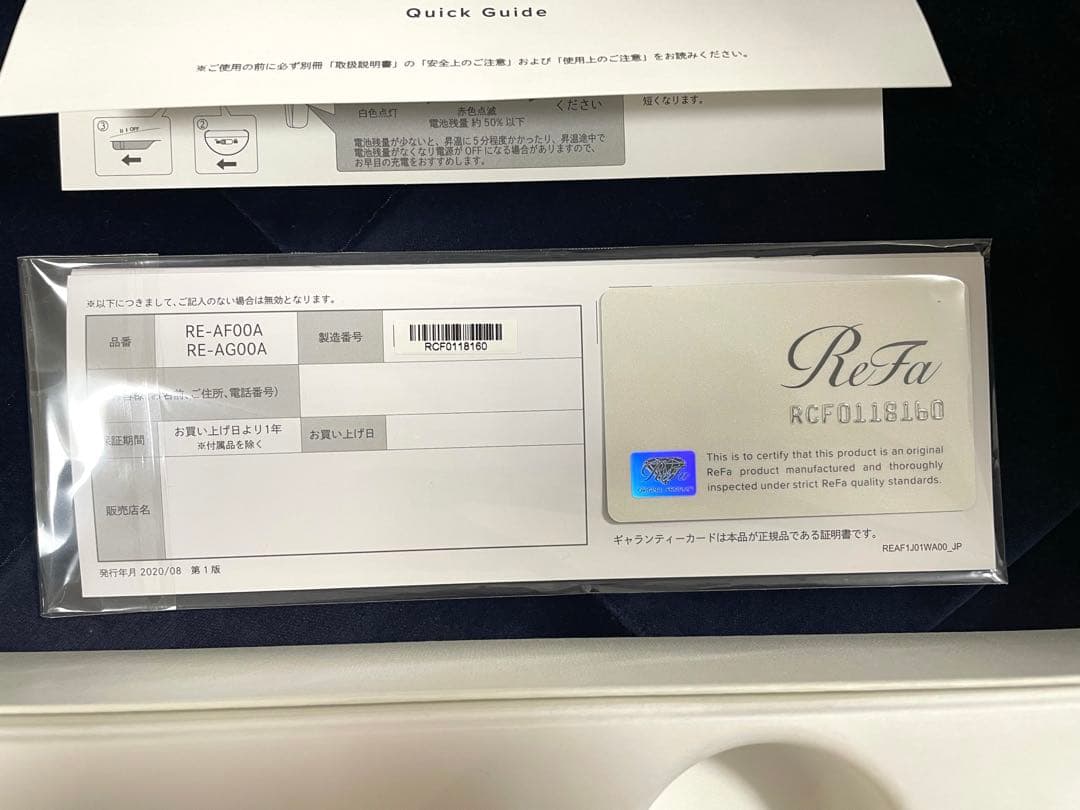 Quick Guide
※ご使用の前に必ず別冊「取扱説明書」の「安全上のご注意」および「使用上のご注意」をお読みください。
白色点灯
赤色点滅
電池残量 約50% 以下
ください
短くなります。
③
OFF
②
電池残量が少ないと、昇温に5分程度かかったり、昇温途中で
電池残量がなくなり電源がOFFになる場合がありますので、
お早目の充電をおすすめします。
※以下につきまして、ご記入のない場合は無効となります。
品番
RE-AF00A
RE-AG00A
製造番号
RCF0118160
名前、ご住所、電話番号)
保証期間
お買い上げ日より1年
※付属品を除く
お買い上げ日
販売店名
発行年月 2020/08 第1版
ReFa
RCF0118160
ReFa
This is to certify that this product is an original
ReFa product manufactured and thoroughly
inspected under strict ReFa quality standards.
ギャランティーカードは本品が正規品である証明書です。
REAF1J01WA00_JP